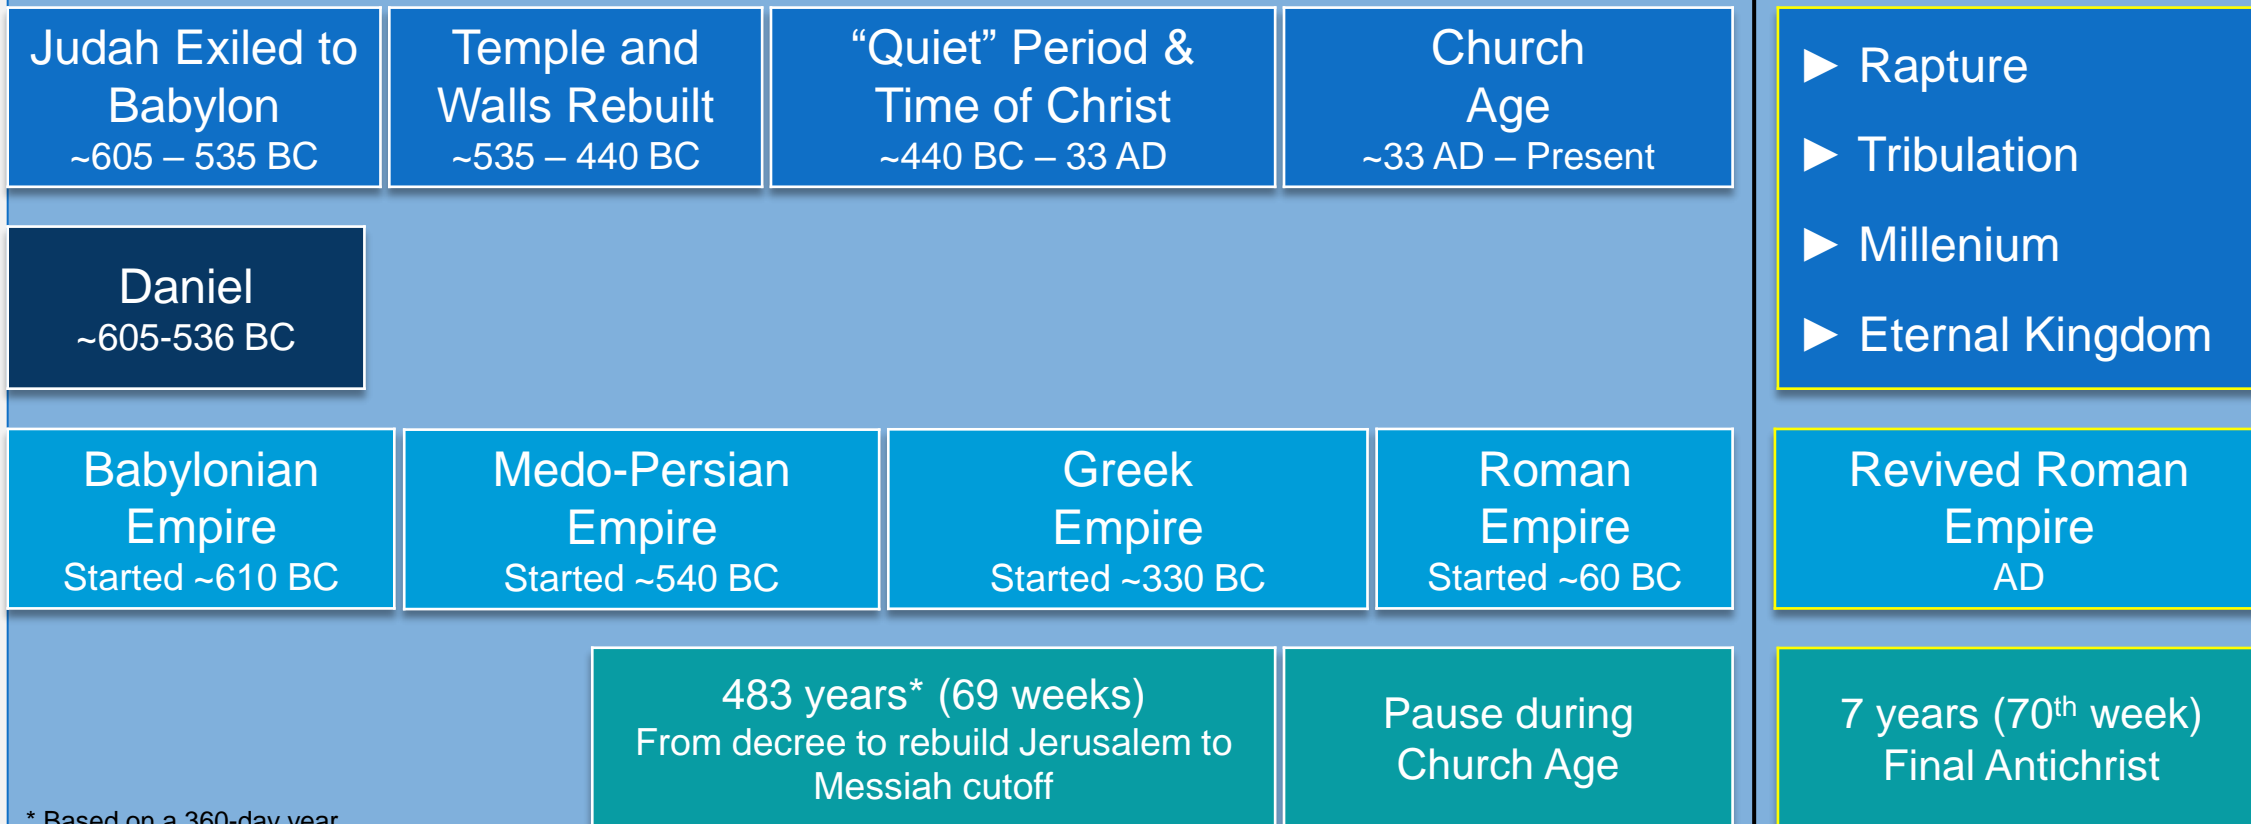 Judah Exiled to
Babylon
~605 – 535 BC
Temple and
Walls Rebuilt
~535 – 440 BC
“Quiet” Period &
Time of Christ
~440 BC – 33 AD
Church
Age
~33 AD – Present
► Rapture
► Tribulation
► Millenium
► Eternal Kingdom
Daniel
~605-536 BC
Babylonian
Empire
Started ~610 BC
Medo-Persian
Empire
Started ~540 BC
Greek
Empire
Started ~330 BC
Roman
Empire
Started ~60 BC
Revived Roman
Empire
AD
483 years* (69 weeks)
From decree to rebuild Jerusalem to
Messiah cutoff
Pause during
Church Age
7 years (70th week)
Final Antichrist
* Based on a 360-day year